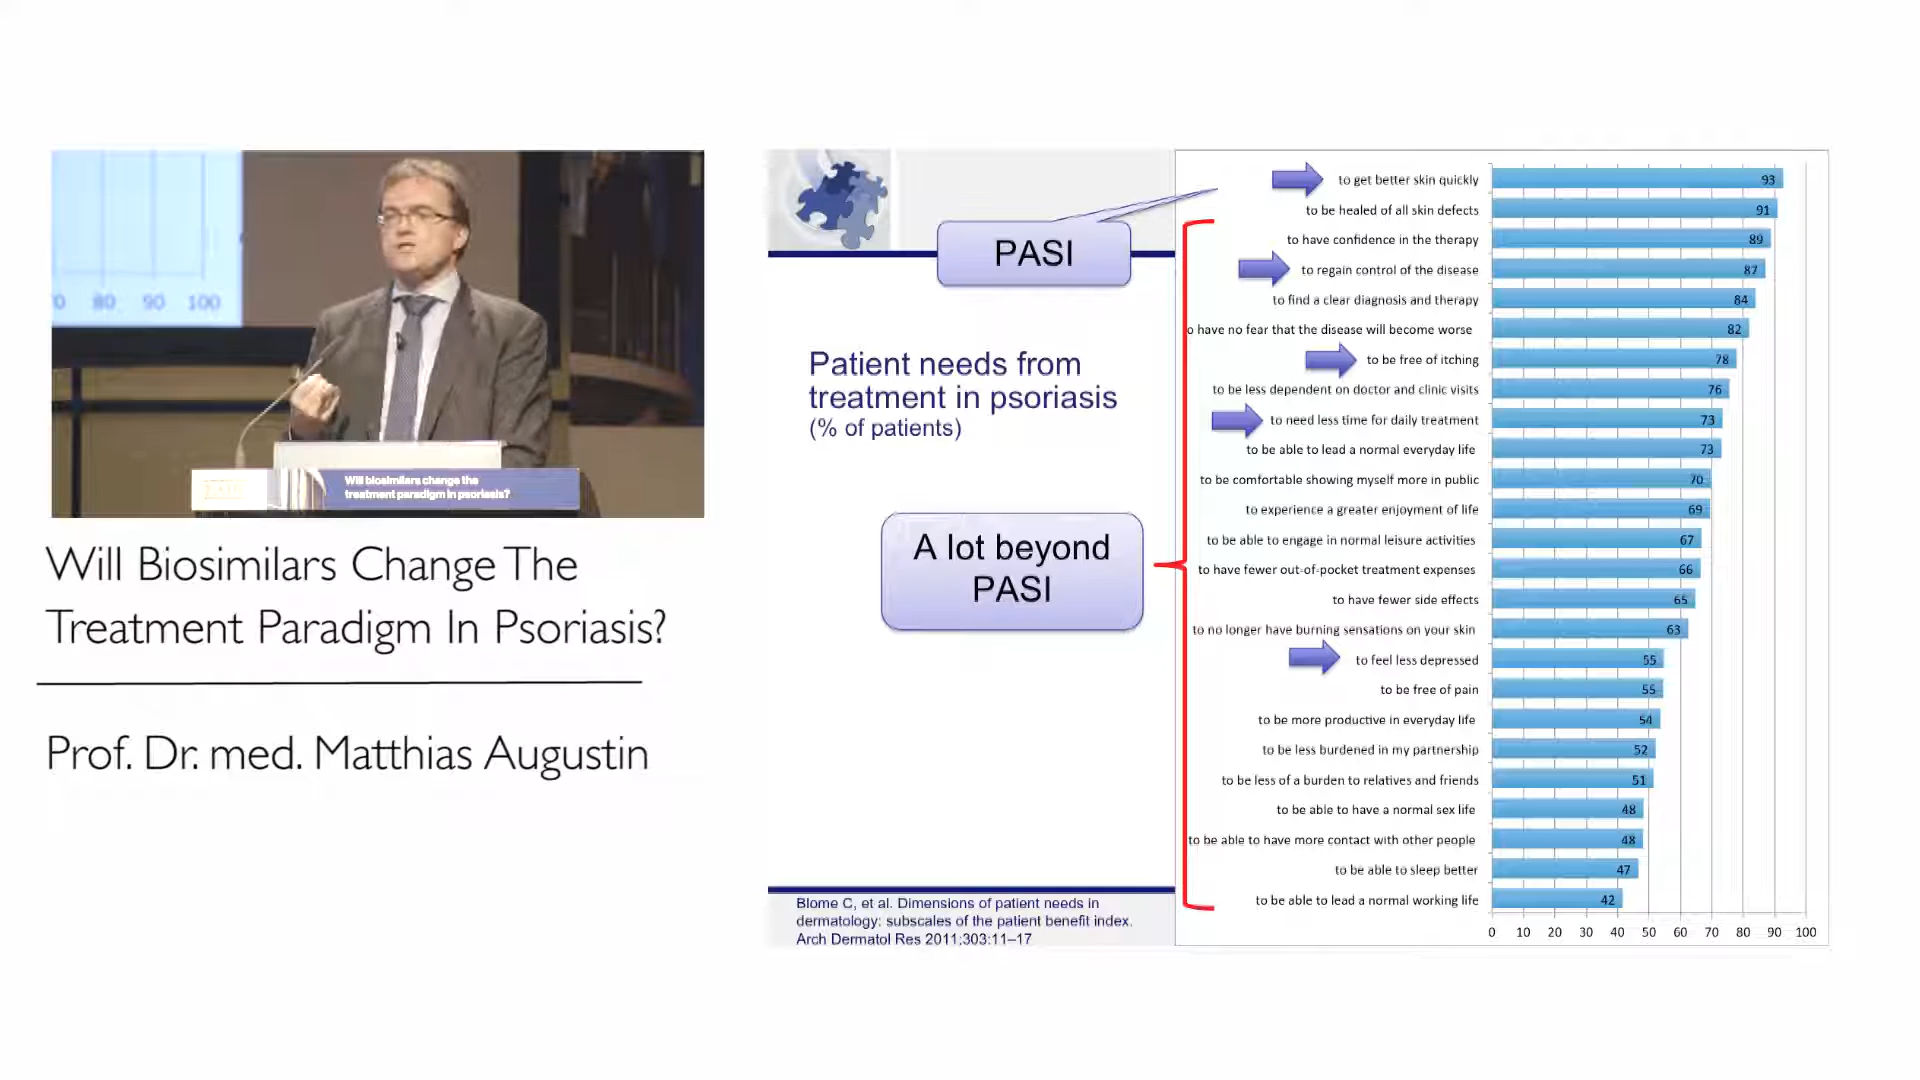 0 80 90 100
Will biosimilars change the
treatment paradigm in psoriasis?
Will Biosimilars Change The
Treatment Paradigm In Psoriasis?
Prof. Dr. med. Matthias Augustin
PASI
Patient needs from
treatment in psoriasis
(% of patients)
A lot beyond
PASI
Blome C, et al. Dimensions of patient needs in
dermatology: subscales of the patient benefit index.
Arch Dermatol Res 2011;303:11–17
to get better skin quickly 93
to be healed of all skin defects 91
to have confidence in the therapy 89
to regain control of the disease 87
to find a clear diagnosis and therapy 84
o have no fear that the disease will become worse 82
to be free of itching 78
to be less dependent on doctor and clinic visits 76
to need less time for daily treatment 73
to be able to lead a normal everyday life 73
to be comfortable showing myself more in public 70
to experience a greater enjoyment of life 69
to be able to engage in normal leisure activities 67
to have fewer out-of-pocket treatment expenses 66
to have fewer side effects 65
to no longer have burning sensations on your skin 63
to feel less depressed 55
to be free of pain 55
to be more productive in everyday life 54
to be less burdened in my partnership 52
to be less of a burden to relatives and friends 51
to be able to have a normal sex life 48
to be able to have more contact with other people 48
to be able to sleep better 47
to be able to lead a normal working life 42
0 10 20 30 40 50 60 70 80 90 100